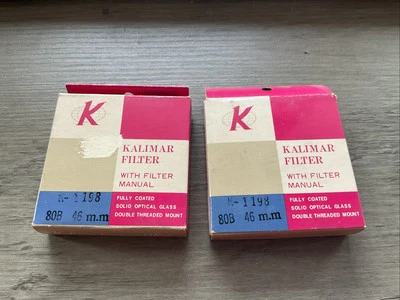 K
KALIMAR
FILTER
WITH FILTER
MANUAL
K-1198
80B 46 m.m
FULLY COATED
SOLID OPTICAL GLASS
DOUBLE THREADED MOUNT
K
KALIMAR
FILTER
WITH FILTER
MANUAL
K-1198
80B 46 m.m
FULLY COATED
SOLID OPTICAL GLASS
DOUBLE THREADED MOUNT